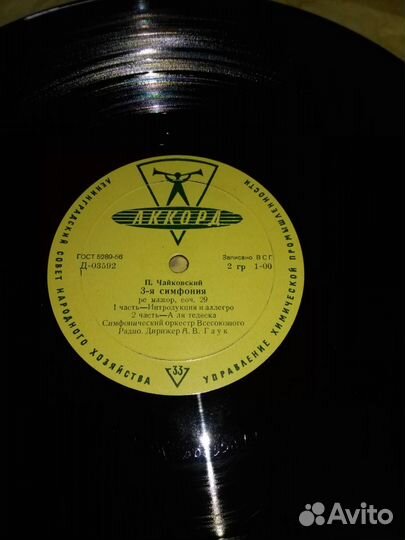 ЛЕНИНГРАДСКИЙ СОВЕТ НАРОДНОГО ХОЗЯЙСТВА
УПРАВЛЕНИЕ ХИМИЧЕСКОЙ ПРОМЫШЛЕННОСТИ
АККОРД
ГОСТ 5289-56
Записано ВСГ
Д-03592
2 гр 1-00
П. Чайковский
3-я симфония
ре мажор, соч. 29
1 часть—Интродукция и аллегро
2 часть—А ля тедеска
Симфонический оркестр Всесоюзного
Радио. Дирижер А. В. Гаук
33
Avito